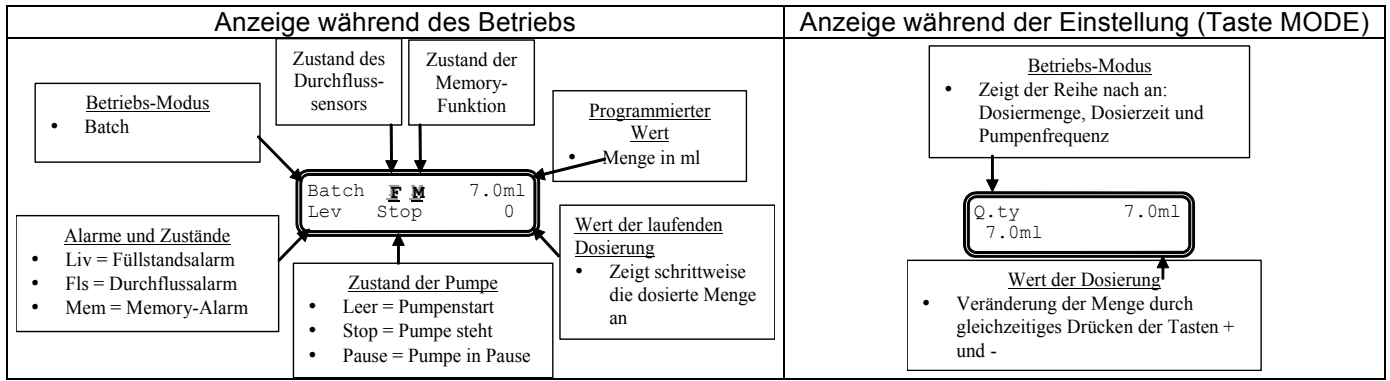 Anzeige während des Betriebs
Zustand des
Durchfluss-
sensors
Zustand der
Memory-
Funktion
Betriebs-Modus
• Batch
Programmierter
Wert
• Menge in ml
Batch F M 7.0ml
Lev Stop 0
Alarme und Zustände
• Liv = Füllstandsalarm
• Fls = Durchflussalarm
• Mem = Memory-Alarm
Zustand der Pumpe
• Leer = Pumpenstart
• Stop = Pumpe steht
• Pause = Pumpe in Pause
Wert der laufenden
Dosierung
• Zeigt schrittweise
die dosierte Menge
an
Anzeige während der Einstellung (Taste MODE)
Betriebs-Modus
• Zeigt der Reihe nach an:
Dosiermenge, Dosierzeit und
Pumpenfrequenz
Q.ty 7.0ml
7.0ml
Wert der Dosierung
• Veränderung der Menge durch
gleichzeitiges Drücken der Tasten +
und -